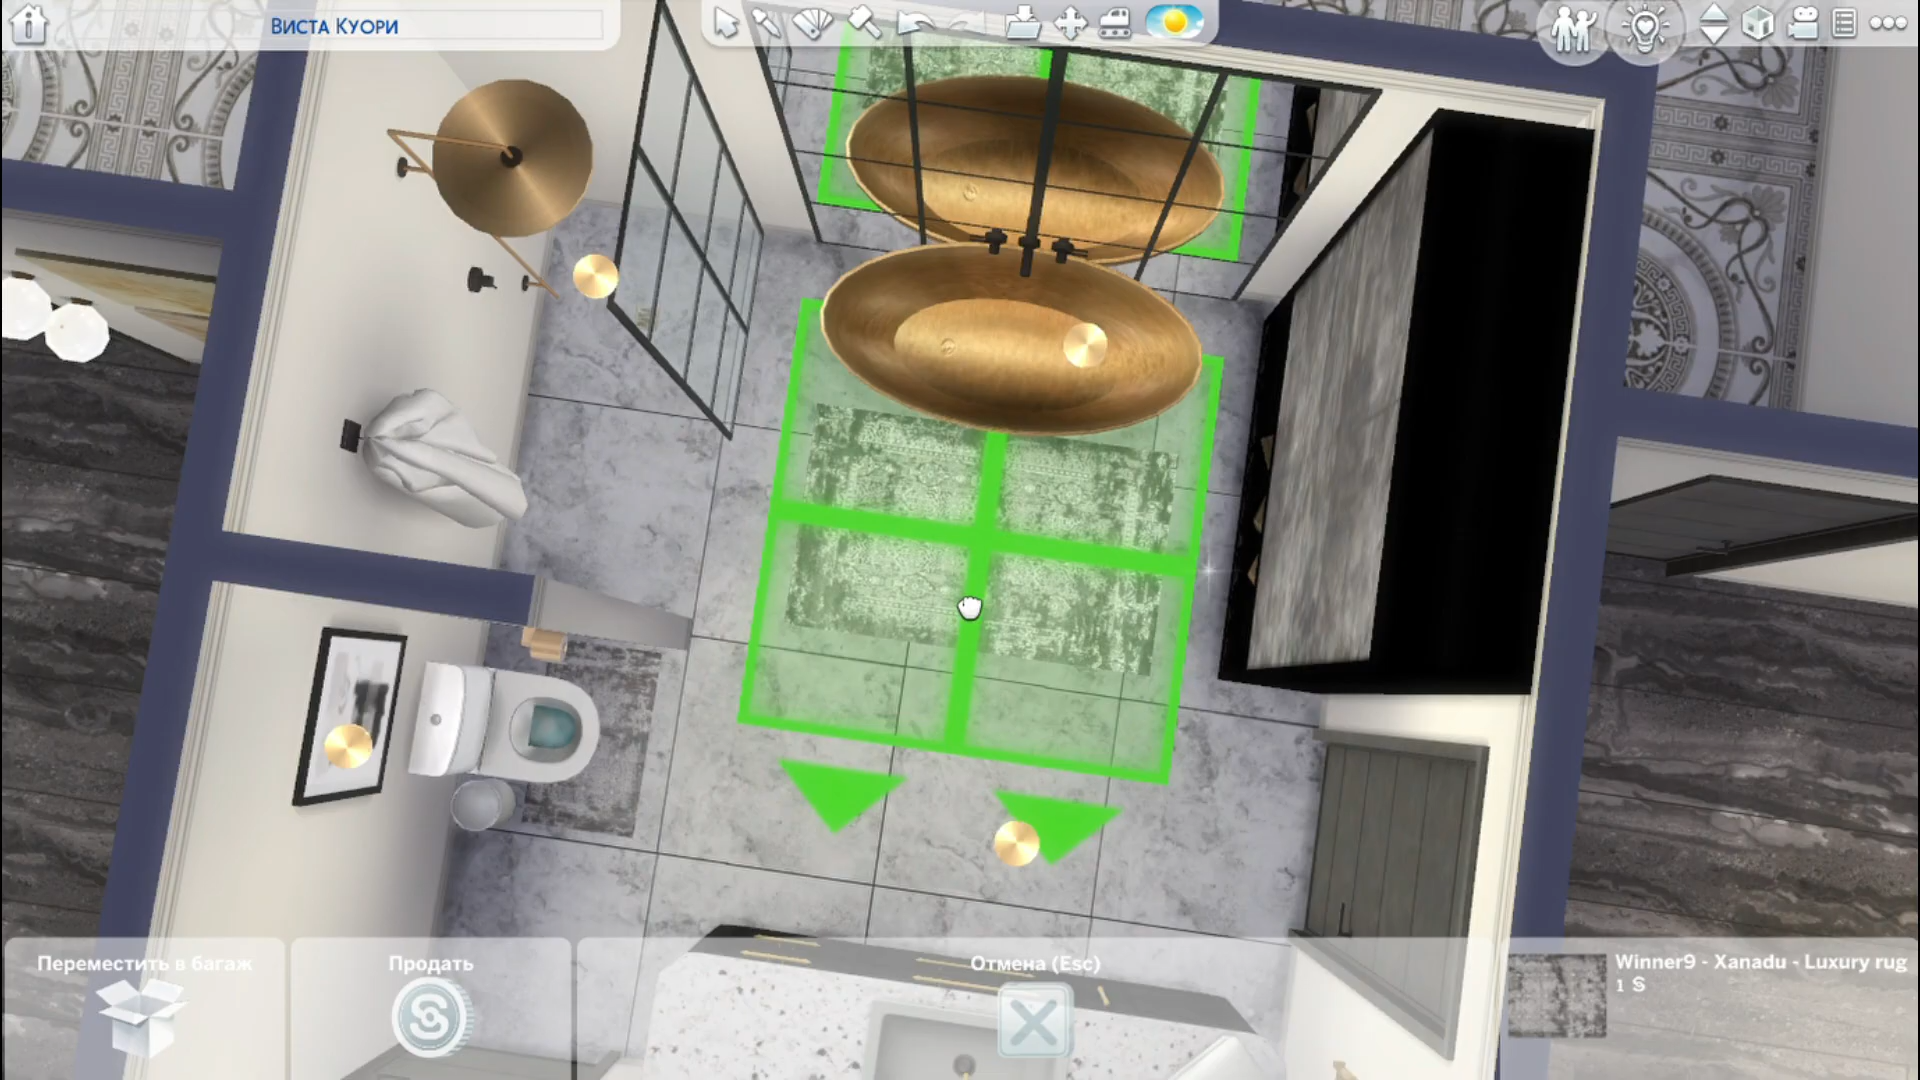 Виста Куори
Переместить в багаж
Продать
Отмена (Esc)
Winner9 - Xanadu - Luxury rug
1 S